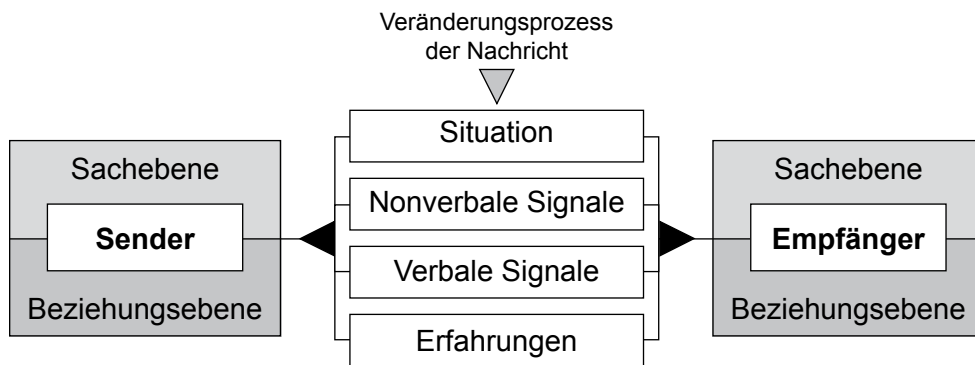 Veränderungsprozess
der Nachricht
Situation
Sachebene
Sachebene
Nonverbale Signale
Sender
Empfänger
Verbale Signale
Beziehungsebene
Beziehungsebene
Erfahrungen